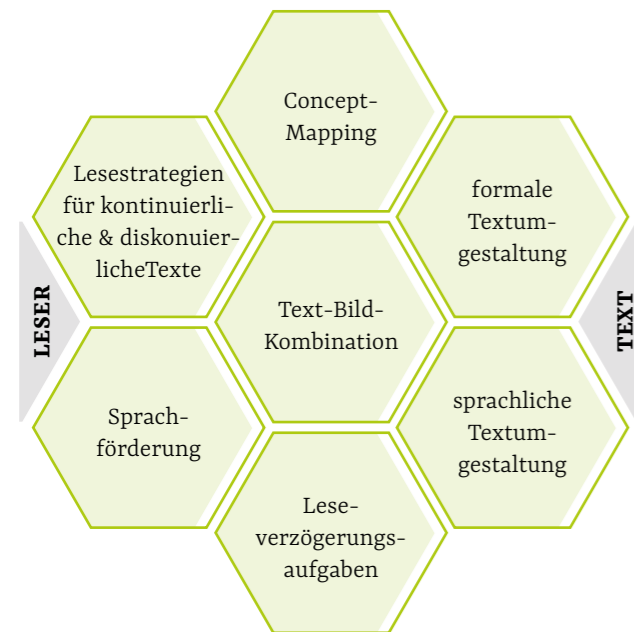 Concept-
Mapping
Lesestrategien
für kontinuierli-
che & diskonuier-
licheTexte
formale
Textum-
gestaltung
LESER
Text-Bild-
Kombination
TEXT
Sprach-
förderung
sprachliche
Textum-
gestaltung
Lese-
verzögerungs-
aufgaben